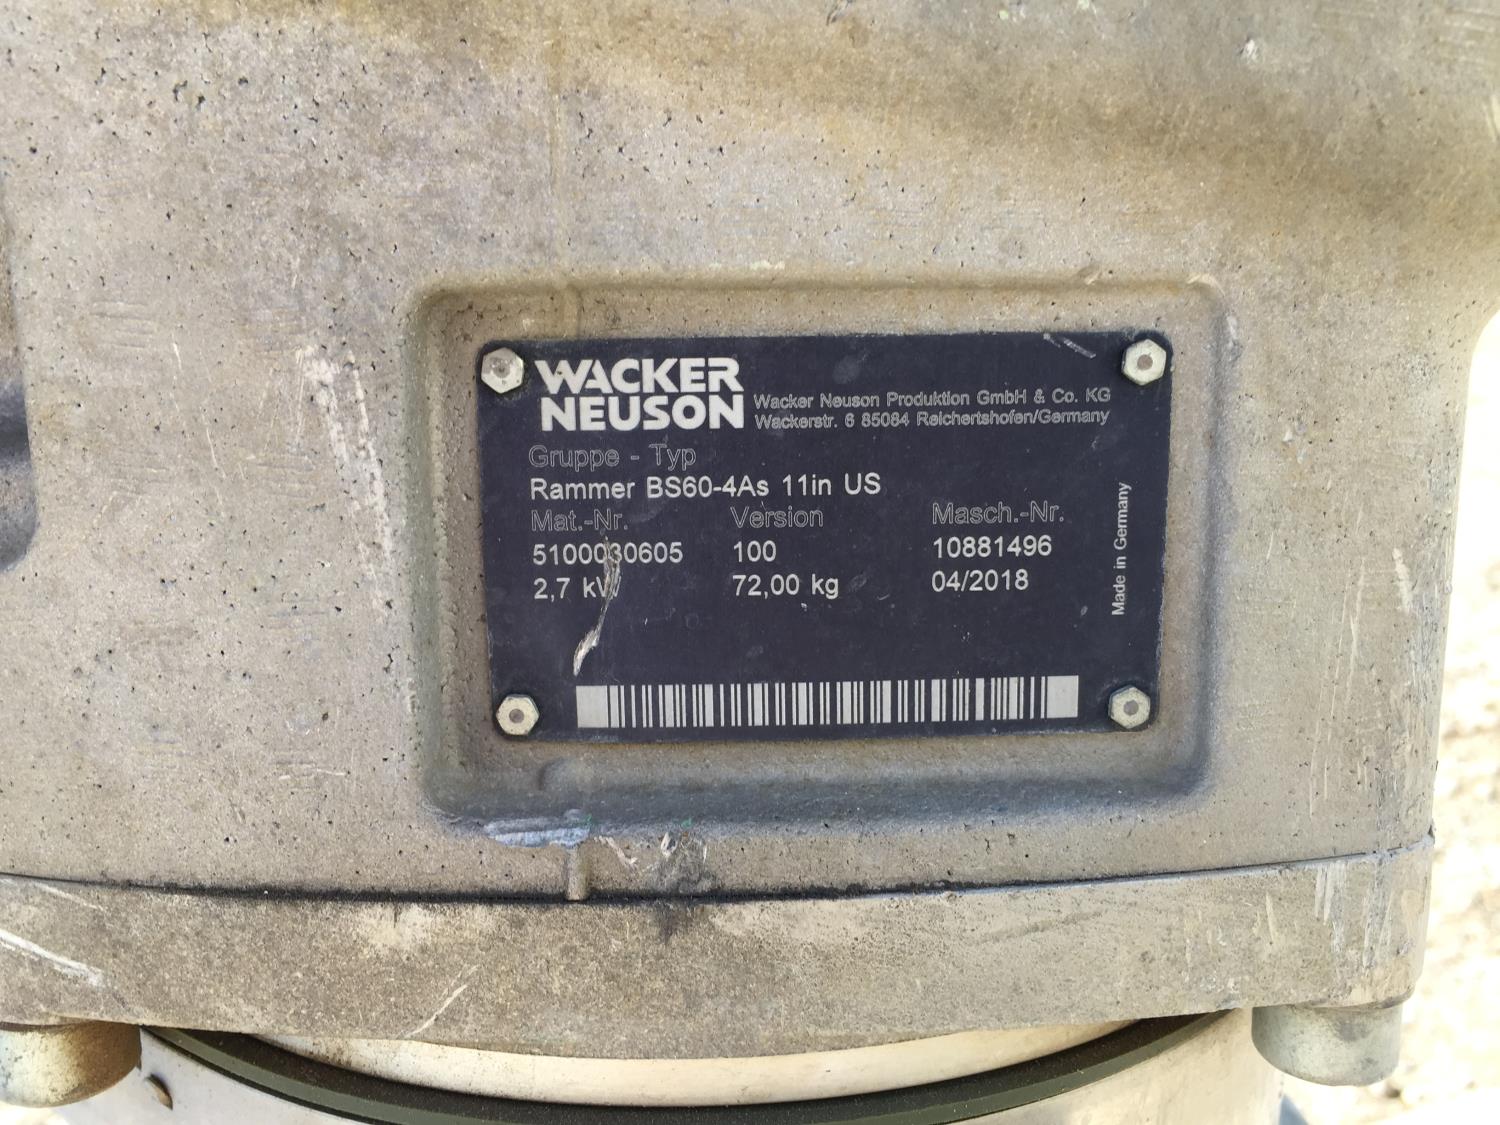 WACKER
NEUSON
Wacker Neuson Produktion GmbH & Co. KG
Wackerstr. 6 85084 Reichertshofen/Germany
Gruppe - Typ
Rammer BS60-4As 11in US
Mat.-Nr. Version Masch.-Nr.
5100030605 100 10881496
2,7 kW 72,00 kg 04/2018
Made in Germany